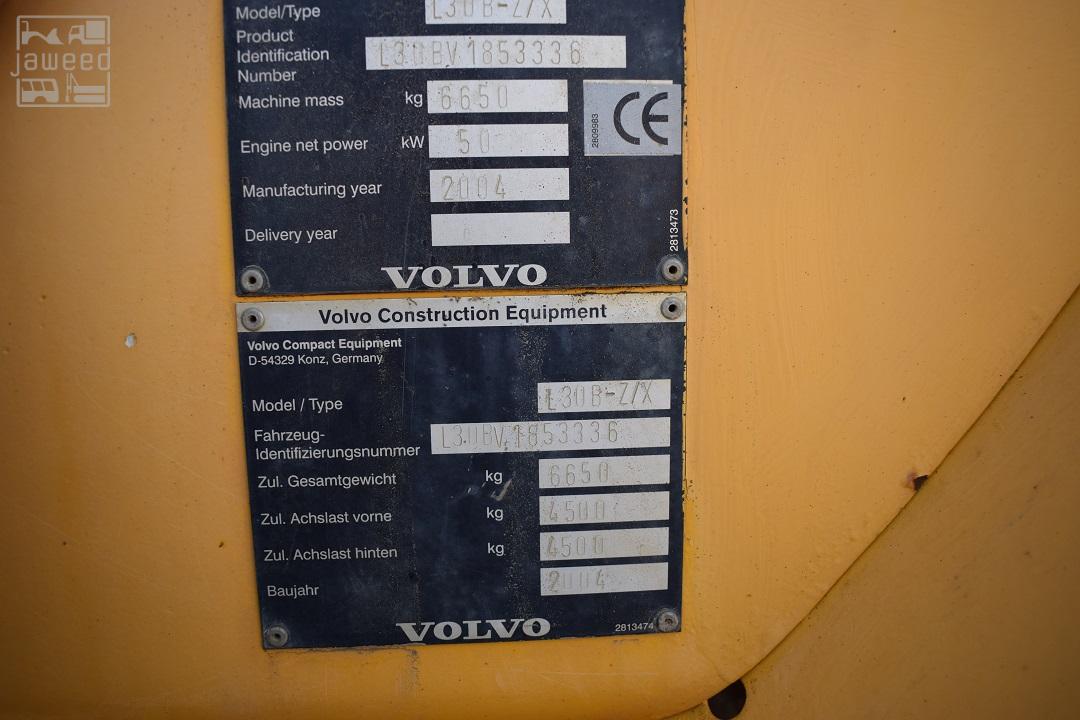 jaweed
Model/Type L30B-Z/X
Product
Identification L30BV1853336
Number
Machine mass kg 6650
CE
2809983
Engine net power kW 50
Manufacturing year 2004
Delivery year
2813473
VOLVO
Volvo Construction Equipment
Volvo Compact Equipment
D-54329 Konz, Germany
Model / Type L30B-Z/X
Fahrzeug-
Identifizierungsnummer L30BV1853336
Zul. Gesamtgewicht kg 6650
Zul. Achslast vorne kg 4500
Zul. Achslast hinten kg 4500
Baujahr 2004
VOLVO
2813474